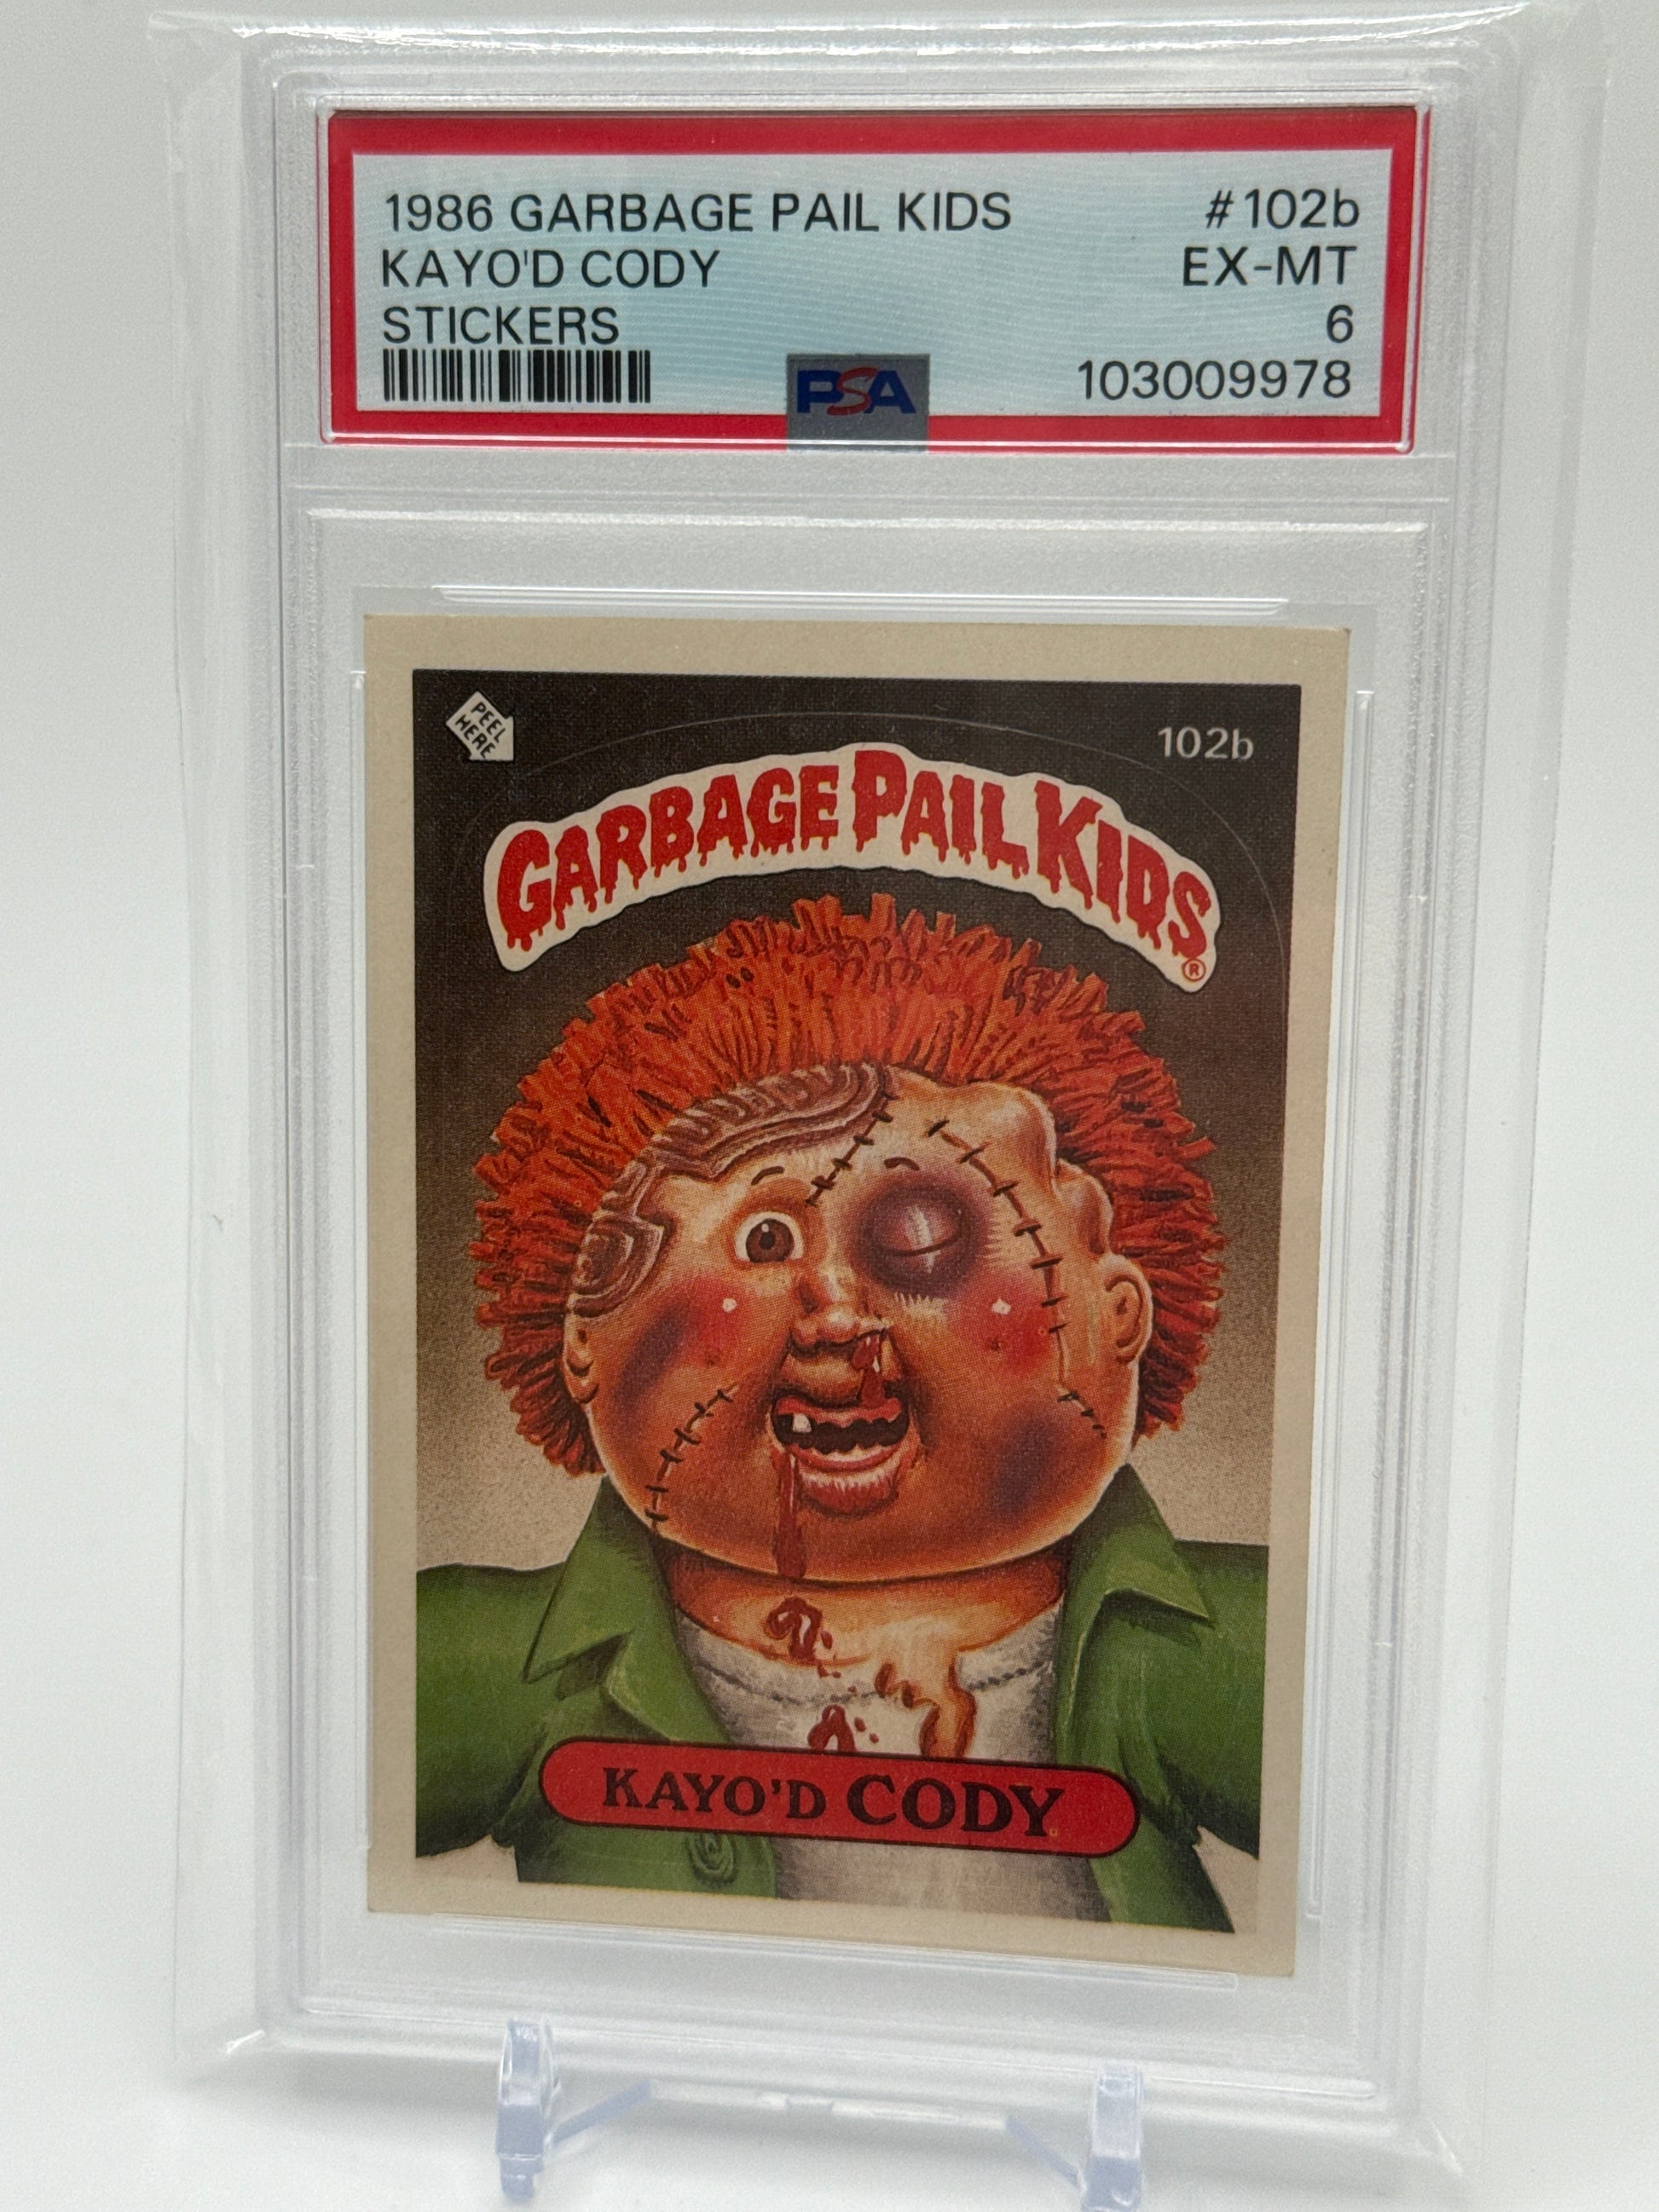 1986 GARBAGE PAIL KIDS #102b
KAYO'D CODY EX-MT
STICKERS 6
PSA 103009978
PEEL
HERE
102b
GARBAGE PAIL KIDS
®
KAYO'D CODY